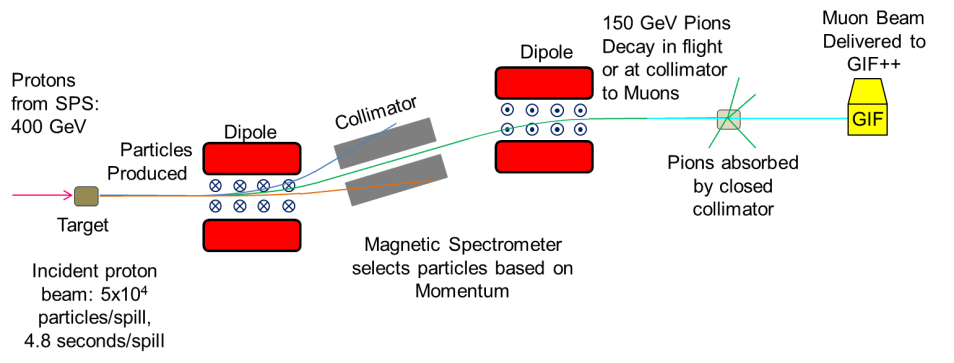 Protons
from SPS:
400 GeV
Particles
Produced
Target
Incident proton
beam: 5x10⁴
particles/spill,
4.8 seconds/spill
Dipole
Collimator
Magnetic Spectrometer
selects particles based on
Momentum
Dipole
150 GeV Pions
Decay in flight
or at collimator
to Muons
Pions absorbed
by closed
collimator
Muon Beam
Delivered to
GIF++
GIF